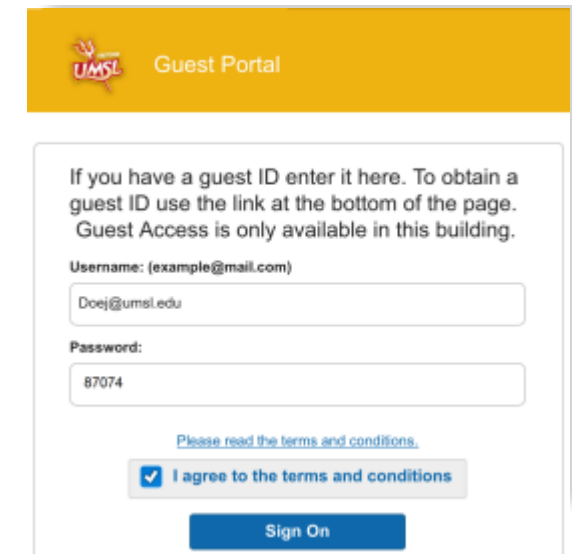 UMSL
Guest Portal
If you have a guest ID enter it here. To obtain a
guest ID use the link at the bottom of the page.
Guest Access is only available in this building.
Username: (example@mail.com)
Doej@umsl.edu
Password:
87074
Please read the terms and conditions.
I agree to the terms and conditions
Sign On